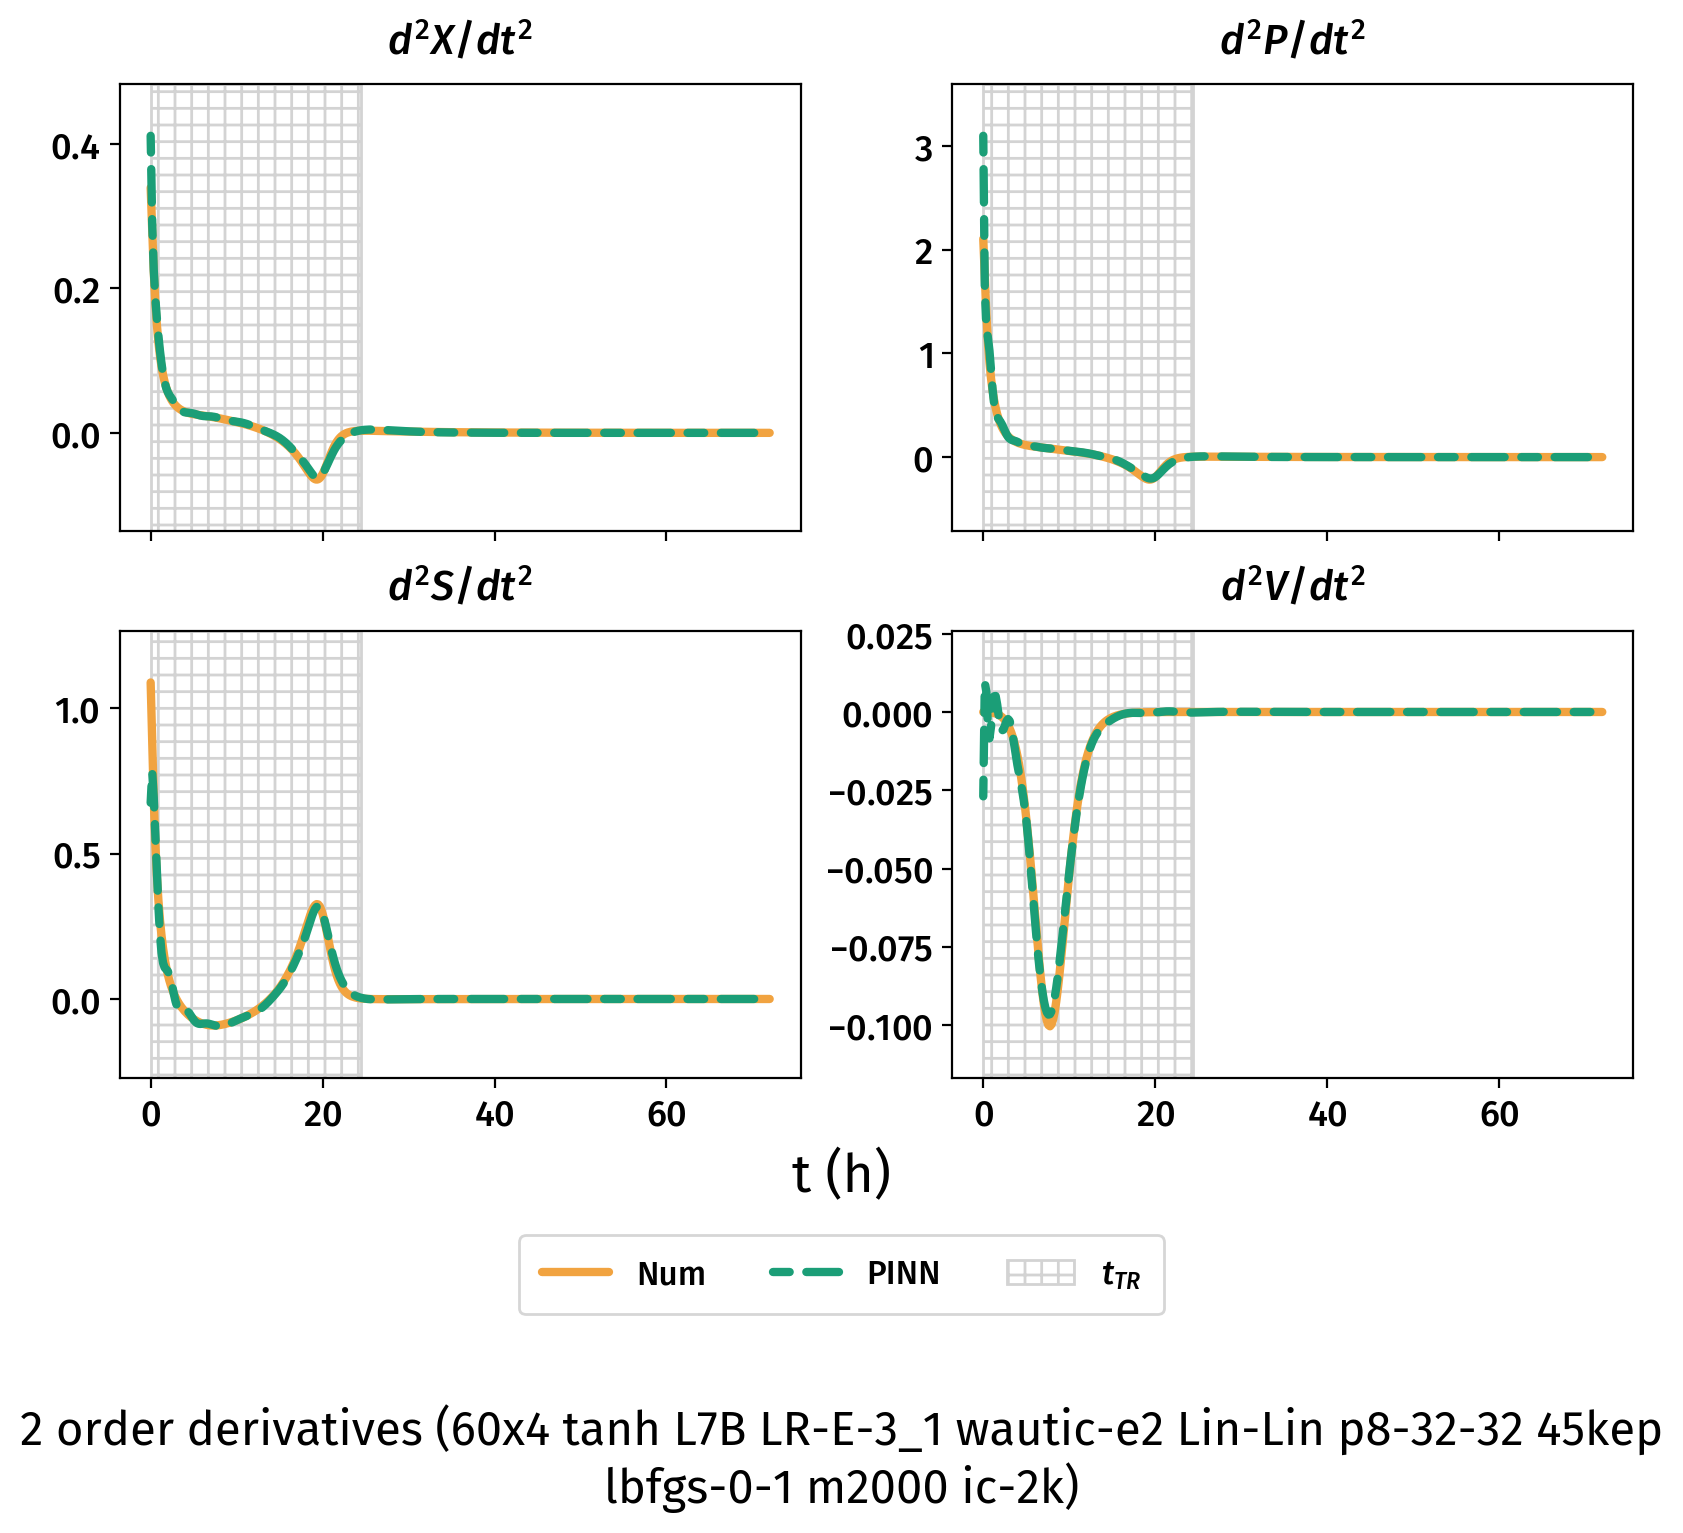 d²X/dt²
d²P/dt²
0.4
0.2
0.0
3
2
1
0
d²S/dt²
d²V/dt²
1.0
0.5
0.0
0.025
0.000
−0.025
−0.050
−0.075
−0.100
0 20 40 60
0 20 40 60
t (h)
Num PINN t_TR
2 order derivatives (60x4 tanh L7B LR-E-3_1 wautic-e2 Lin-Lin p8-32-32 45kep
lbfgs-0-1 m2000 ic-2k)